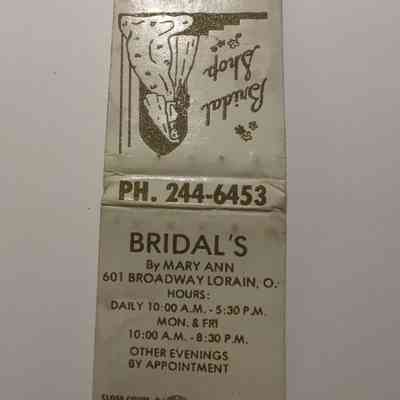 Bridal
Shop
PH. 244-6453
BRIDAL'S
By MARY ANN
601 BROADWAY LORAIN, O.
HOURS:
DAILY 10:00 A.M. - 5:30 P.M.
MON. & FRI
10:00 A.M. - 8:30 P.M.
OTHER EVENINGS
BY APPOINTMENT